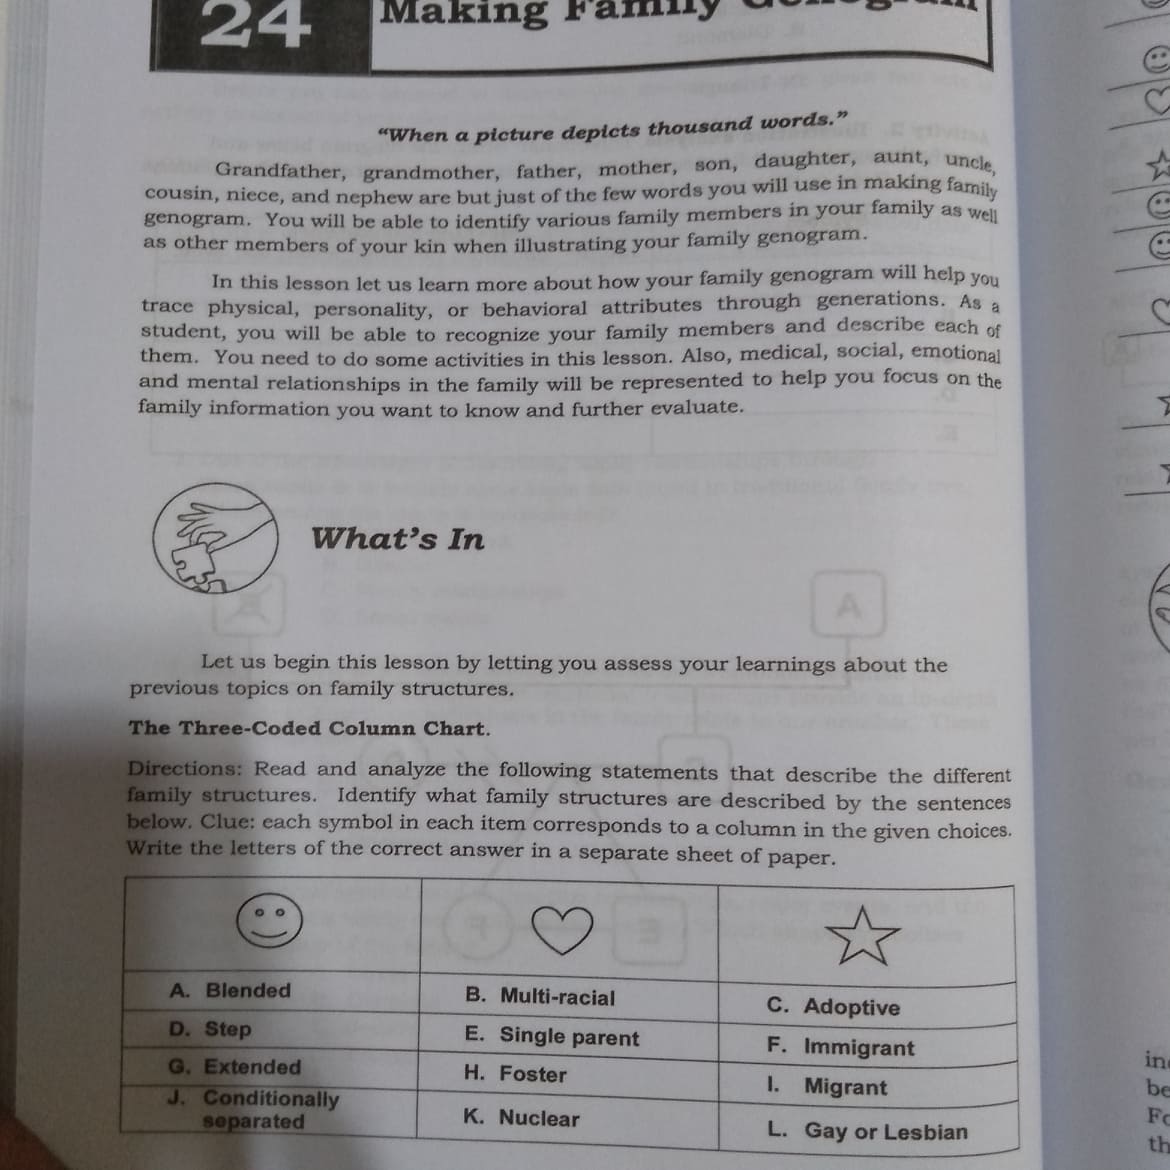 24
Making Family Genogram
“When a picture depicts thousand words.”
Grandfather, grandmother, father, mother, son, daughter, aunt, uncle,
cousin, niece, and nephew are but just of the few words you will use in making family
genogram. You will be able to identify various family members in your family as well
as other members of your kin when illustrating your family genogram.
In this lesson let us learn more about how your family genogram will help you
trace physical, personality, or behavioral attributes through generations. As a
student, you will be able to recognize your family members and describe each of
them. You need to do some activities in this lesson. Also, medical, social, emotional
and mental relationships in the family will be represented to help you focus on the
family information you want to know and further evaluate.
What's In
Let us begin this lesson by letting you assess your learnings about the
previous topics on family structures.
The Three-Coded Column Chart.
Directions: Read and analyze the following statements that describe the different
family structures. Identify what family structures are described by the sentences
below. Clue: each symbol in each item corresponds to a column in the given choices.
Write the letters of the correct answer in a separate sheet of paper.
A. Blended
B. Multi-racial
C. Adoptive
D. Step
E. Single parent
F. Immigrant
G. Extended
H. Foster
I. Migrant
J. Conditionally
separated
K. Nuclear
L. Gay or Lesbian